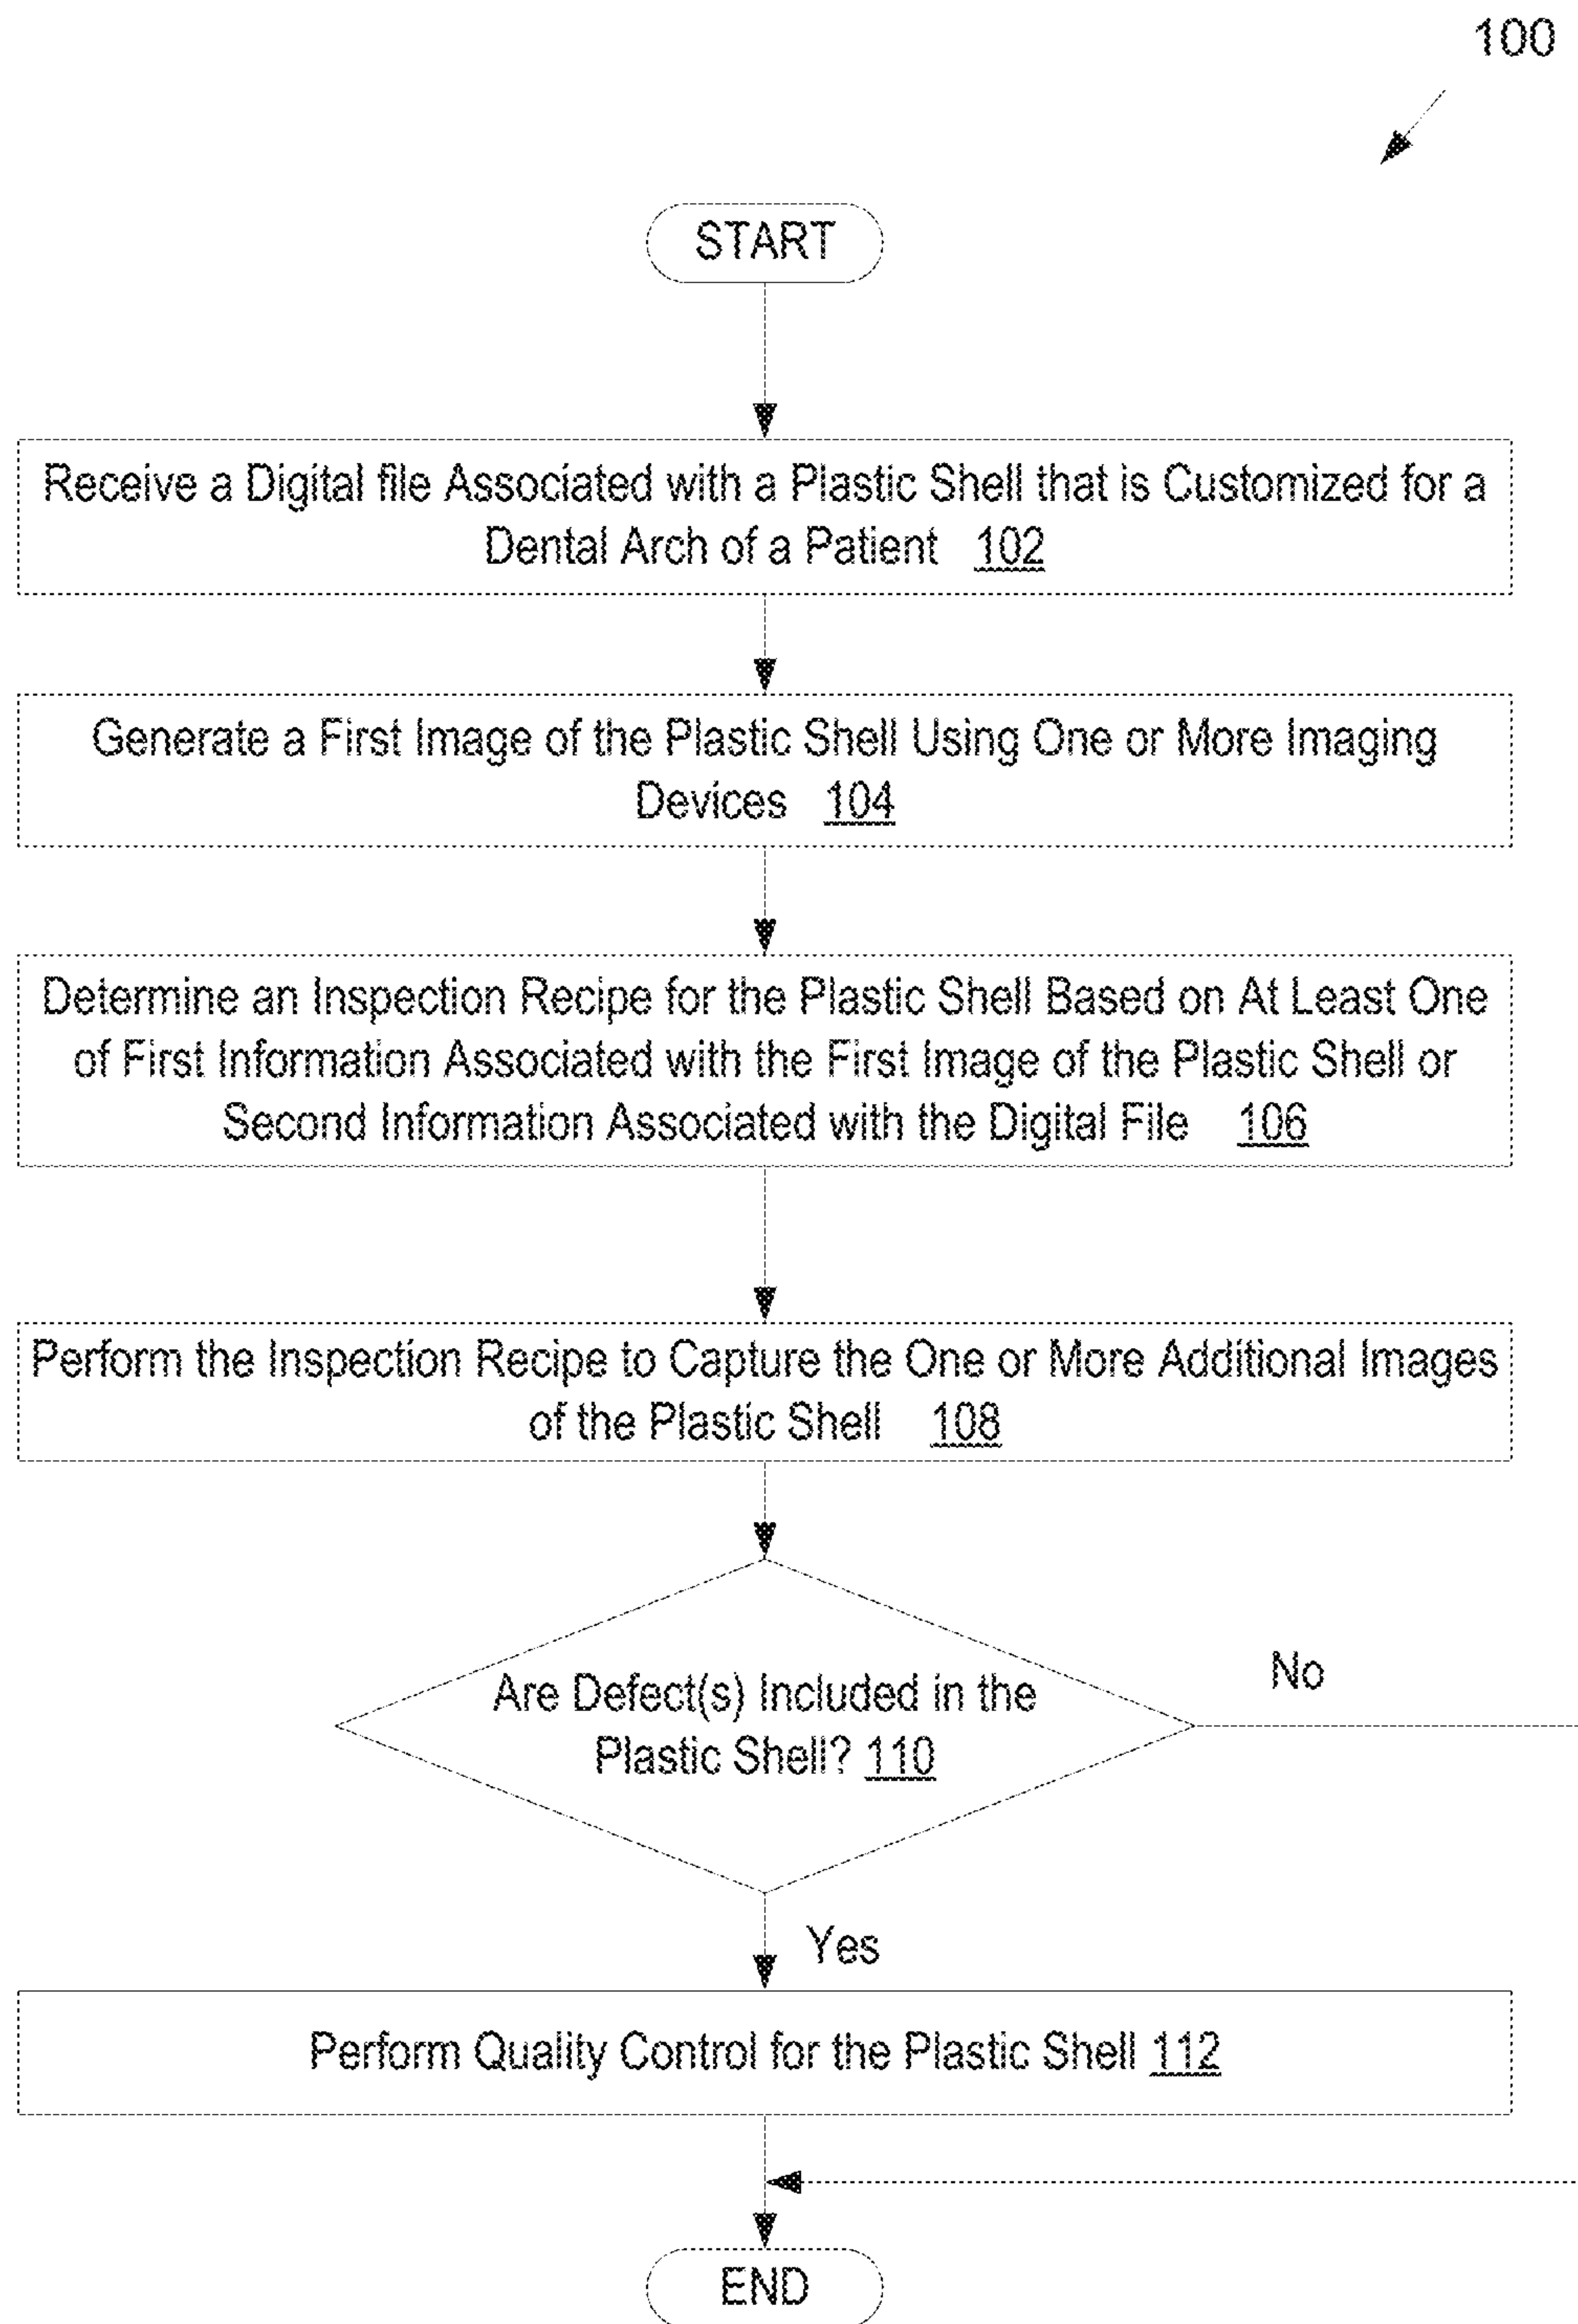 100
START
Receive a Digital file Associated with a Plastic Shell that is Customized for a
Dental Arch of a Patient 102
Generate a First Image of the Plastic Shell Using One or More Imaging
Devices 104
Determine an Inspection Recipe for the Plastic Shell Based on At Least One
of First Information Associated with the First Image of the Plastic Shell or
Second Information Associated with the Digital File 106
Perform the Inspection Recipe to Capture the One or More Additional Images
of the Plastic Shell 108
Are Defect(s) Included in the
Plastic Shell? 110
No
Yes
Perform Quality Control for the Plastic Shell 112
END